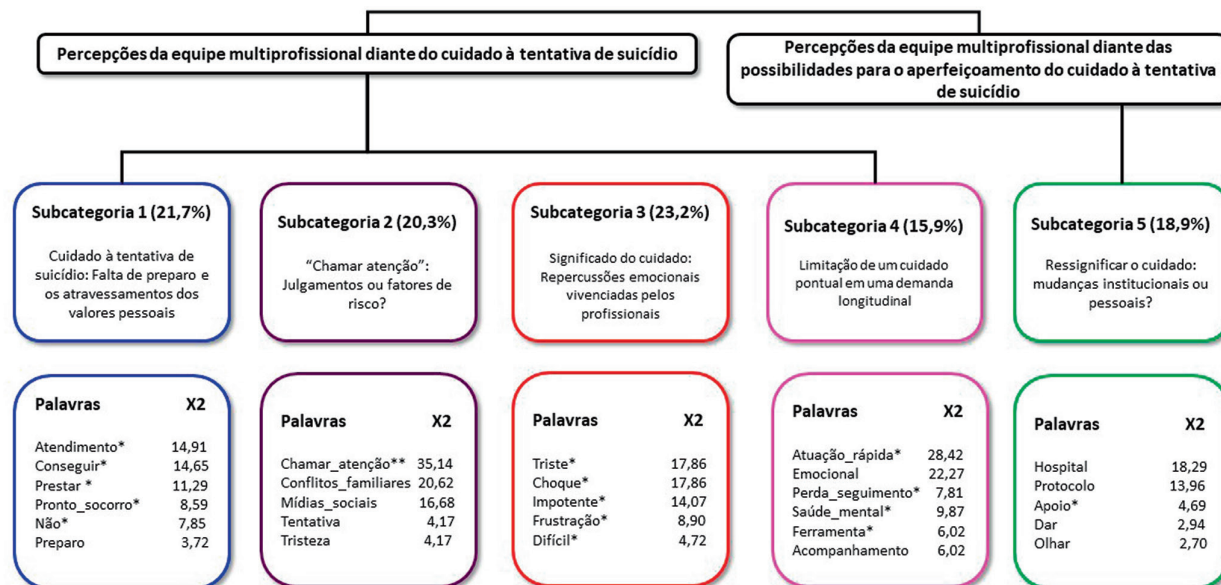 Percepções da equipe multiprofissional diante do cuidado à tentativa de suicídio
Percepções da equipe multiprofissional diante das
possibilidades para o aperfeiçoamento do cuidado à tentativa
de suicídio
Subcategoria 1 (21,7%)
Cuidado à tentativa de
suicídio: Falta de preparo e
os atravessamentos dos
valores pessoais
Subcategoria 2 (20,3%)
“Chamar atenção”:
Julgamentos ou fatores de
risco?
Subcategoria 3 (23,2%)
Significado do cuidado:
Repercussões emocionais
vivenciadas pelos
profissionais
Subcategoria 4 (15,9%)
Limitação de um cuidado
pontual em uma demanda
longitudinal
Subcategoria 5 (18,9%)
Ressignificar o cuidado:
mudanças institucionais ou
pessoais?
Palavras X2
Atendimento* 14,91
Conseguir* 14,65
Prestar * 11,29
Pronto_socorro* 8,59
Não* 7,85
Preparo 3,72
Palavras X2
Chamar_atenção** 35,14
Conflitos_familiares 20,62
Mídias_sociais 16,68
Tentativa 4,17
Tristeza 4,17
Palavras X2
Triste* 17,86
Choque* 17,86
Impotente* 14,07
Frustração* 8,90
Difícil* 4,72
Palavras X2
Atuação_rápida* 28,42
Emocional 22,27
Perda_seguimento* 7,81
Saúde_mental* 9,87
Ferramenta* 6,02
Acompanhamento 6,02
Palavras X2
Hospital 18,29
Protocolo 13,96
Apoio* 4,69
Dar 2,94
Olhar 2,70